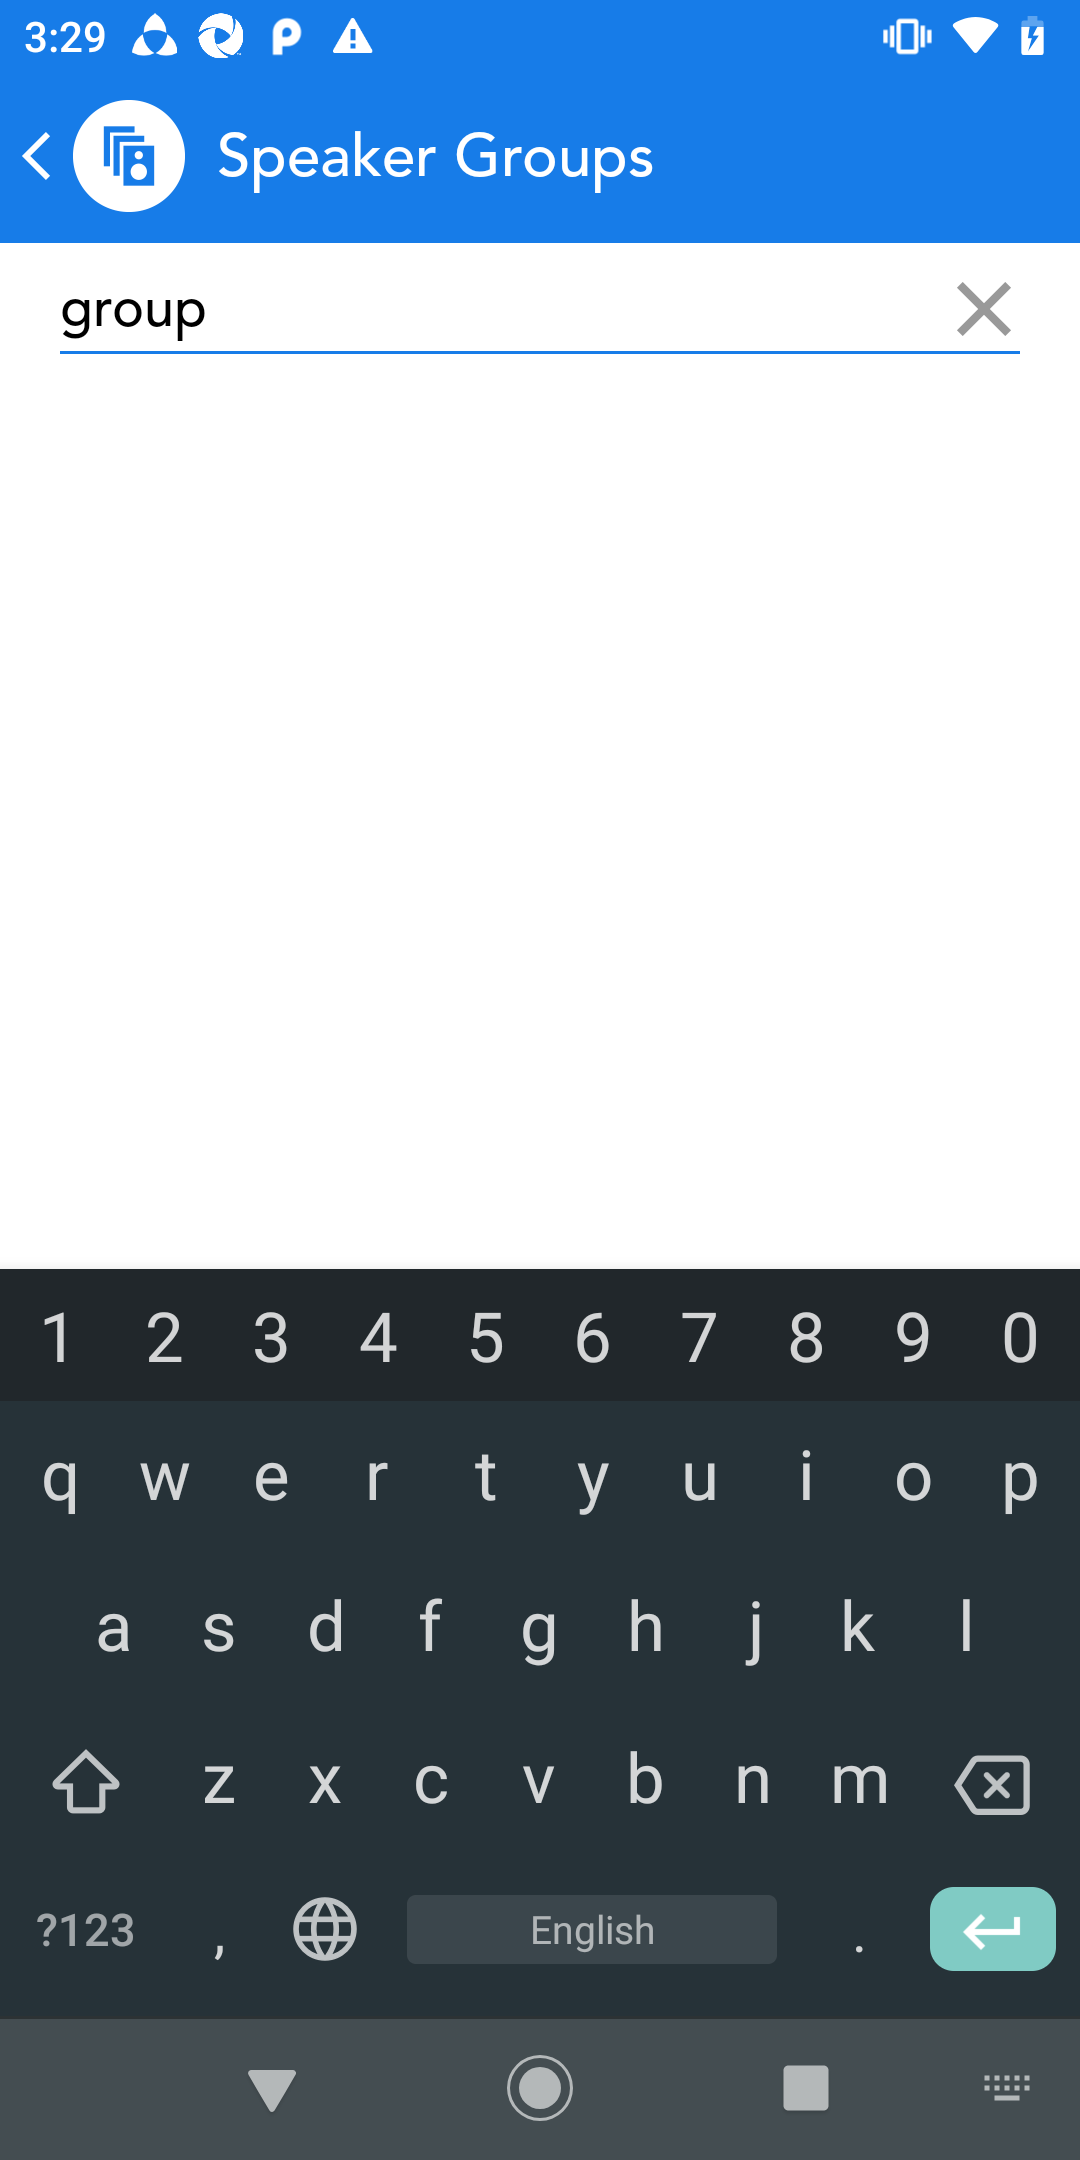 3:29
Speaker Groups
group
1 2 3 4 5 6 7 8 9 0
q w e r t y u i o p
a s d f g h j k l
z x c v b n m
?123 , English .